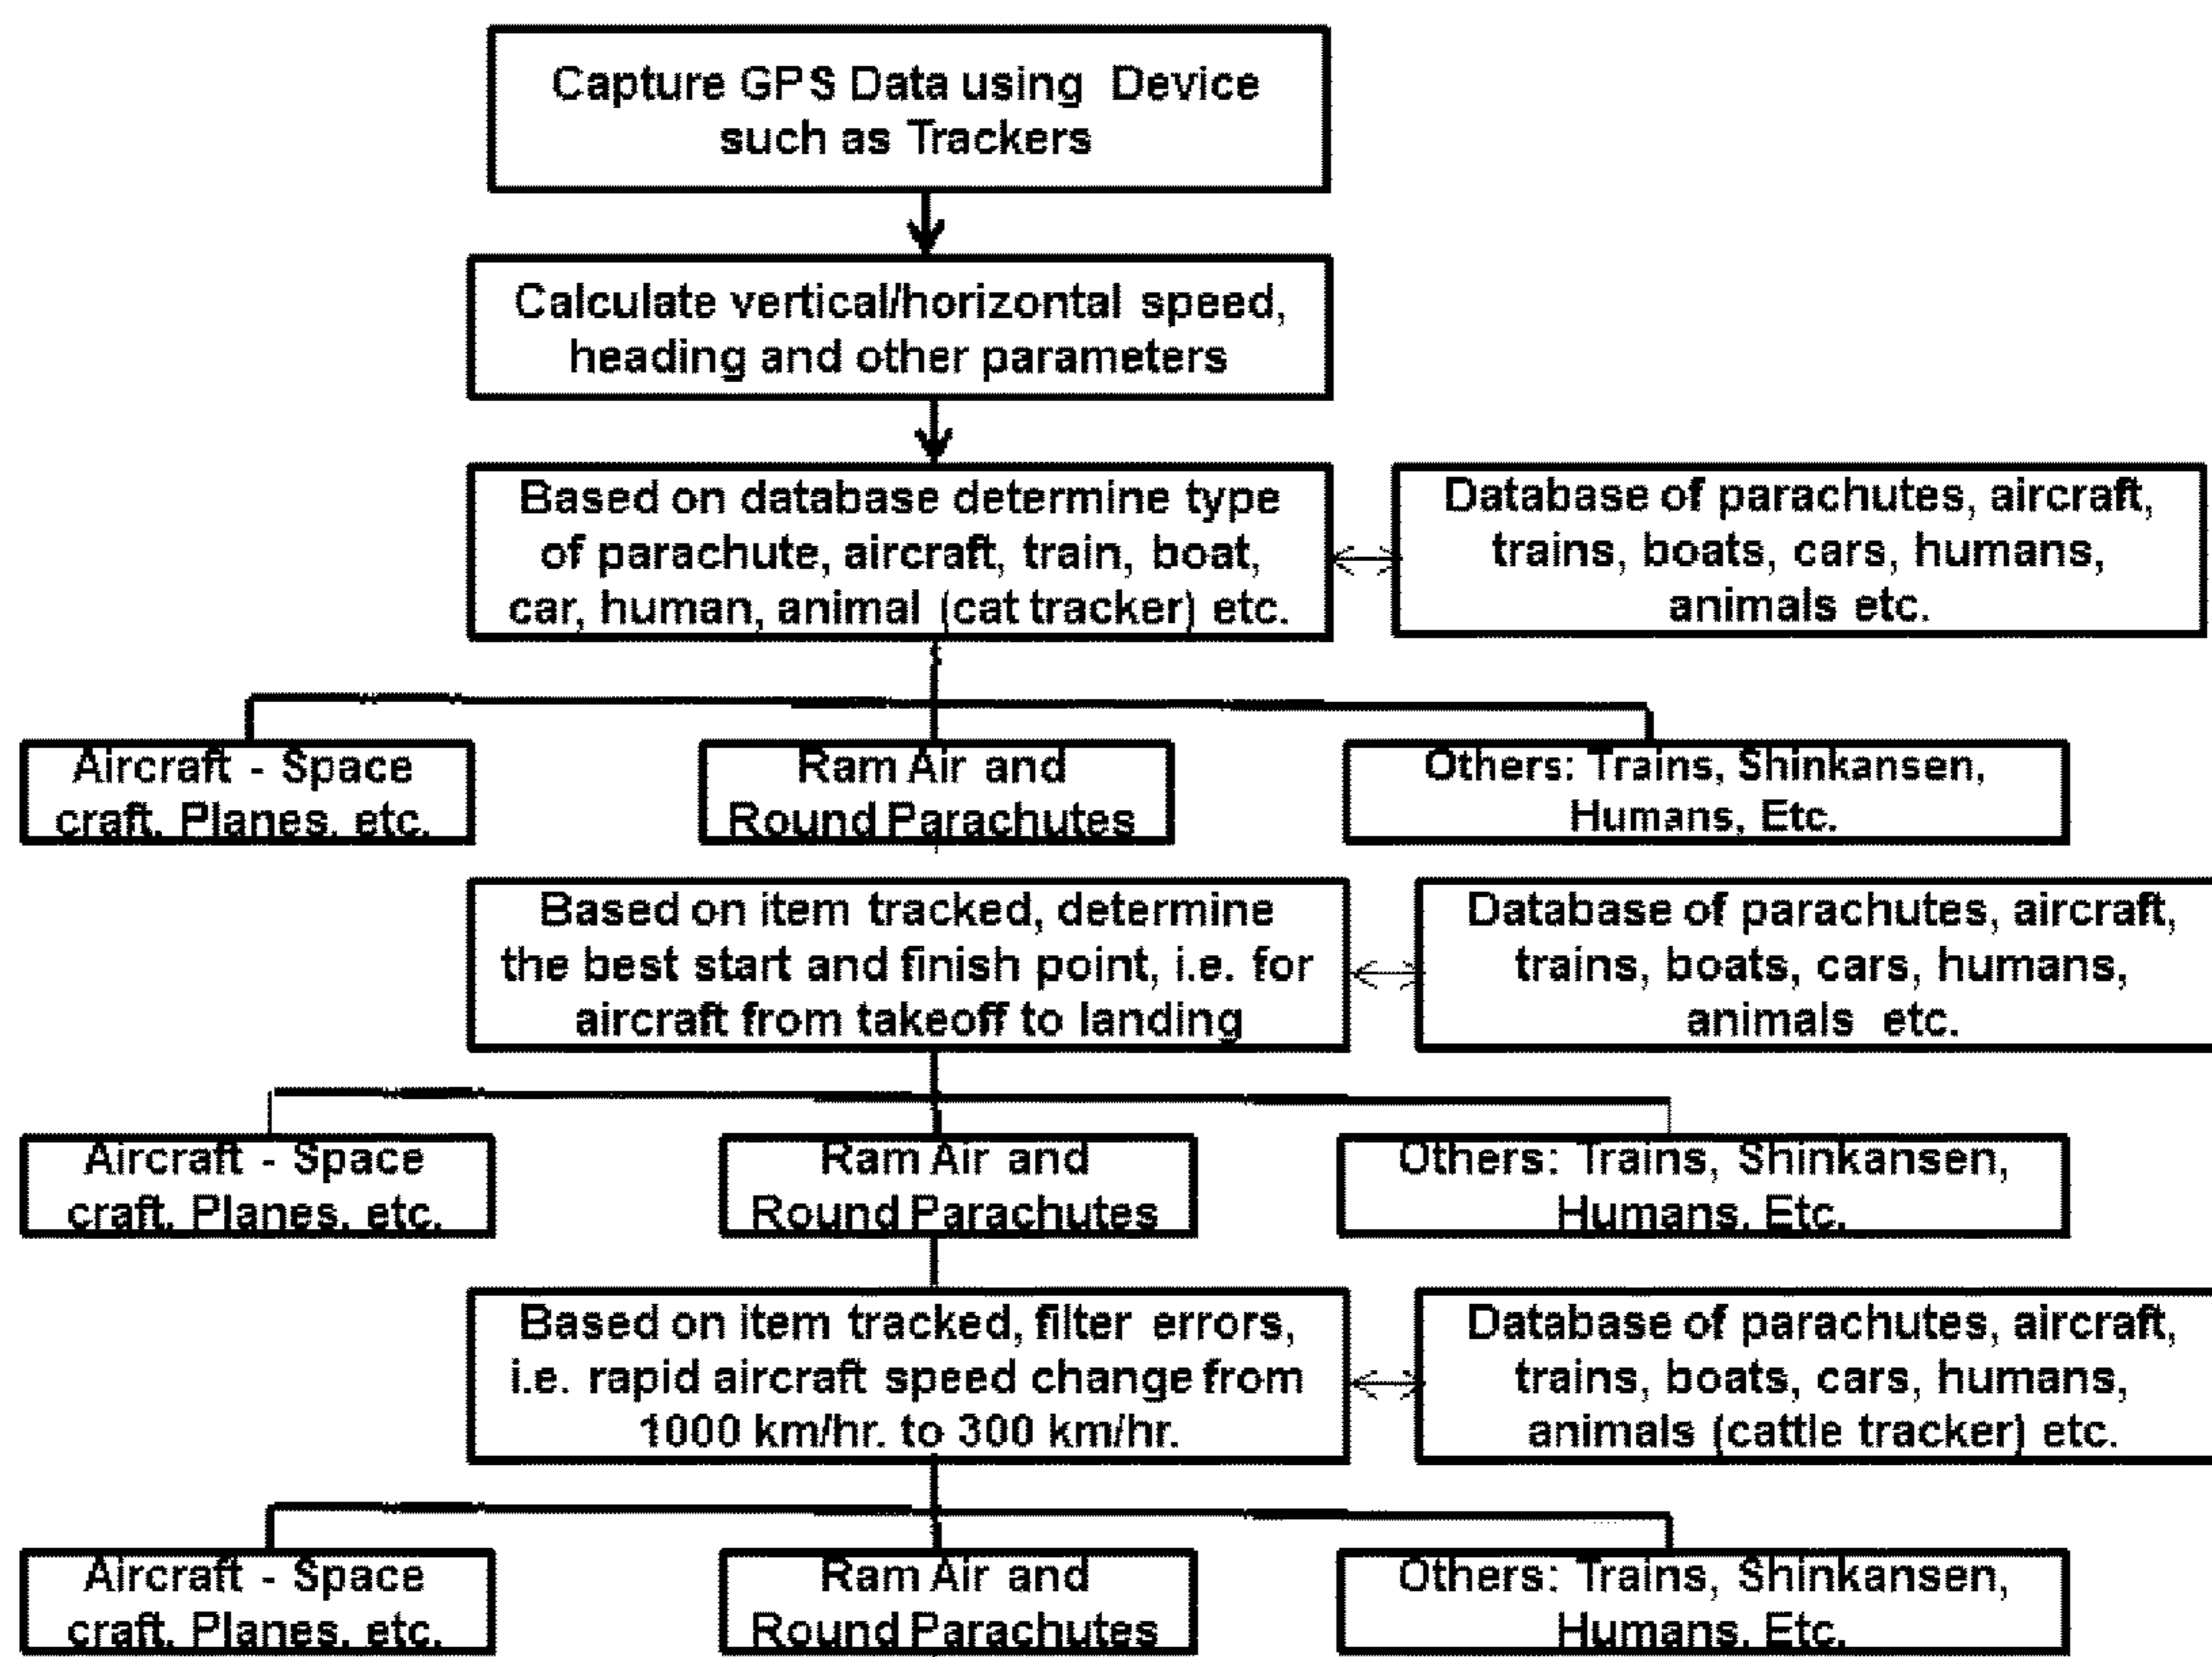 Capture GPS Data using Device
such as Trackers
Calculate vertical/horizontal speed,
heading and other parameters
Based on database determine type
of parachute, aircraft, train, boat,
car, human, animal (cat tracker) etc.
Database of parachutes, aircraft,
trains, boats, cars, humans,
animals etc.
Aircraft - Space
craft, Planes, etc.
Ram Air and
Round Parachutes
Others: Trains, Shinkansen,
Humans, Etc.
Based on item tracked, determine
the best start and finish point, i.e. for
aircraft from takeoff to landing
Database of parachutes, aircraft,
trains, boats, cars, humans,
animals etc.
Aircraft - Space
craft, Planes, etc.
Ram Air and
Round Parachutes
Others: Trains, Shinkansen,
Humans, Etc.
Based on item tracked, filter errors,
i.e. rapid aircraft speed change from
1000 km/hr. to 300 km/hr.
Database of parachutes, aircraft,
trains, boats, cars, humans,
animals (cattle tracker) etc.
Aircraft - Space
craft, Planes, etc.
Ram Air and
Round Parachutes
Others: Trains, Shinkansen,
Humans, Etc.